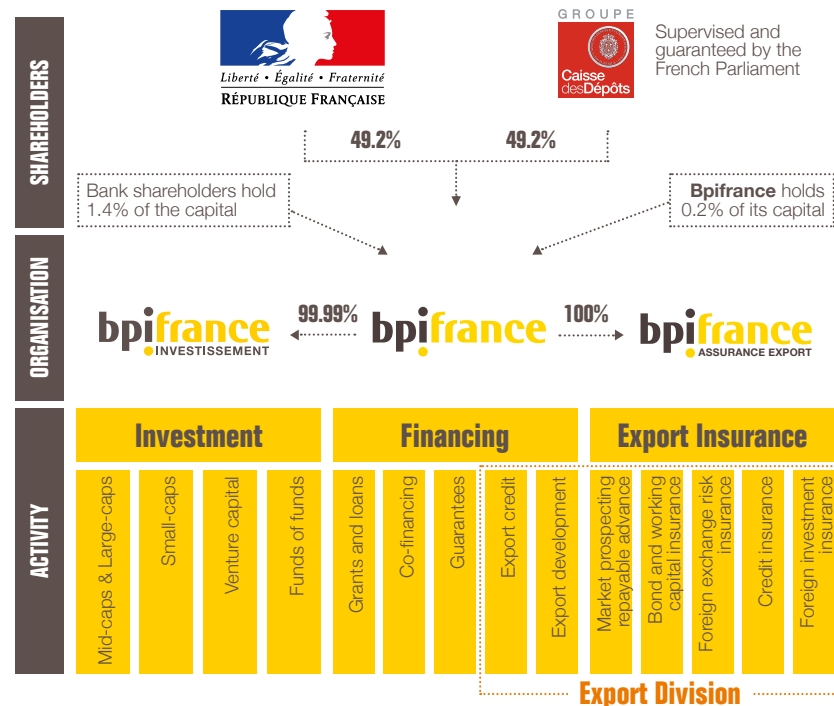 SHAREHOLDERS
Liberté • Égalité • Fraternité
RÉPUBLIQUE FRANÇAISE
GROUPE
Caisse
desDépôts
Supervised and
guaranteed by the
French Parliament
49.2%
49.2%
Bank shareholders hold
1.4% of the capital
Bpifrance holds
0.2% of its capital
ORGANISATION
bpifrance
INVESTISSEMENT
99.99%
bpifrance
100%
bpifrance
ASSURANCE EXPORT
ACTIVITY
Investment
Financing
Export Insurance
Mid-caps & Large-caps
Small-caps
Venture capital
Funds of funds
Grants and loans
Co-financing
Guarantees
Export credit
Export development
Market prospecting
repayable advance
Bond and working
capital insurance
Foreign exchange risk
insurance
Credit insurance
Foreign investment
insurance
Export Division